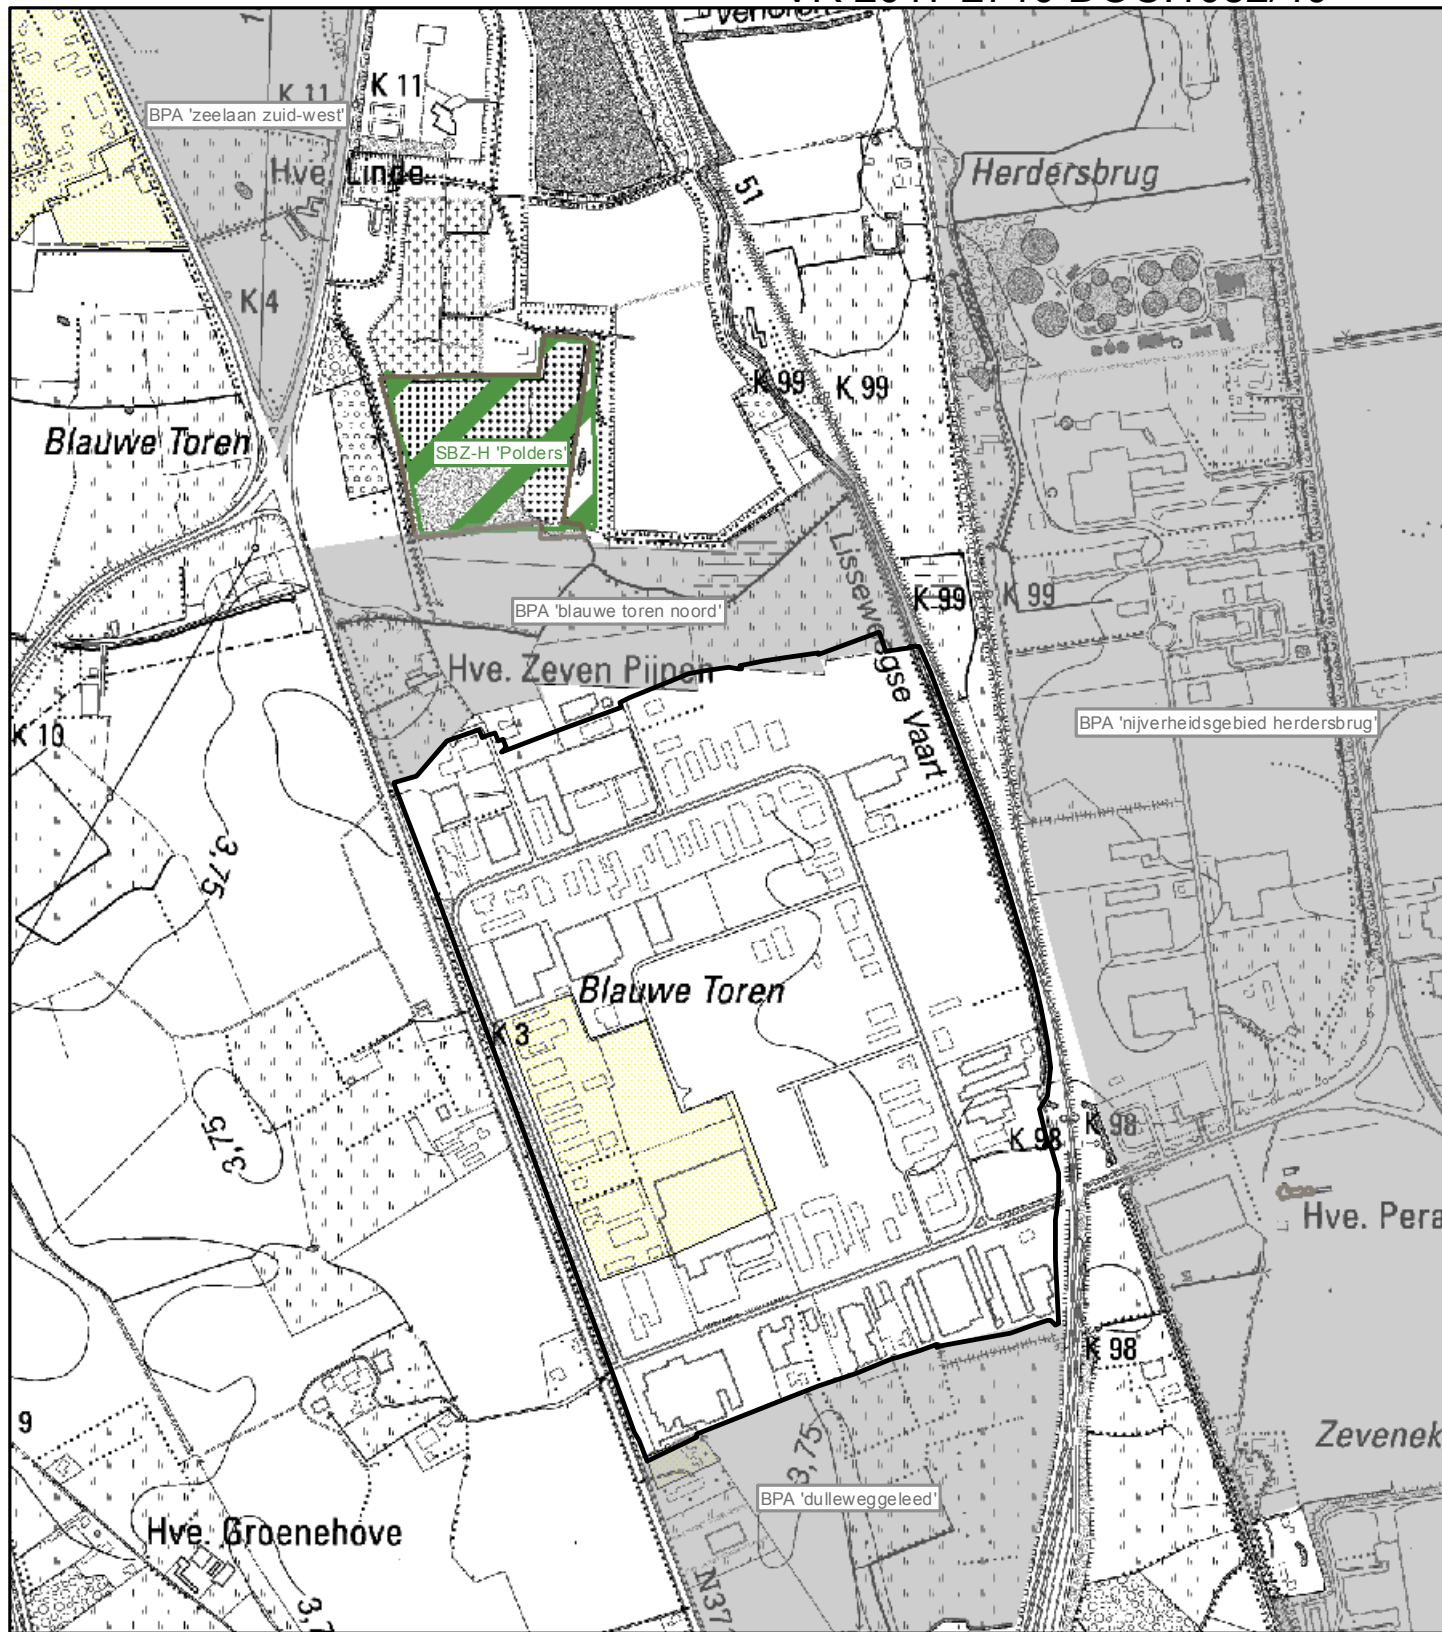 K 11
K 11
BPA 'zeelaan zuid-west'
Hve. Linde
51
Herdersbrug
K 4
K 99
K 99
Blauwe Toren
SBZ-H 'Polders'
Lisseweegse Vaart
K 99
K 99
BPA 'blauwe toren noord'
Hve. Zeven Pijpen
BPA 'nijverheidsgebied herdersbrug'
K 10
3,75
Blauwe Toren
K 3
3,75
K 98
K 98
Hve. Pera
K 98
9
3,75
Zevenek
BPA 'dulleweggeleed'
Hve. Groenehove
N37
3,7